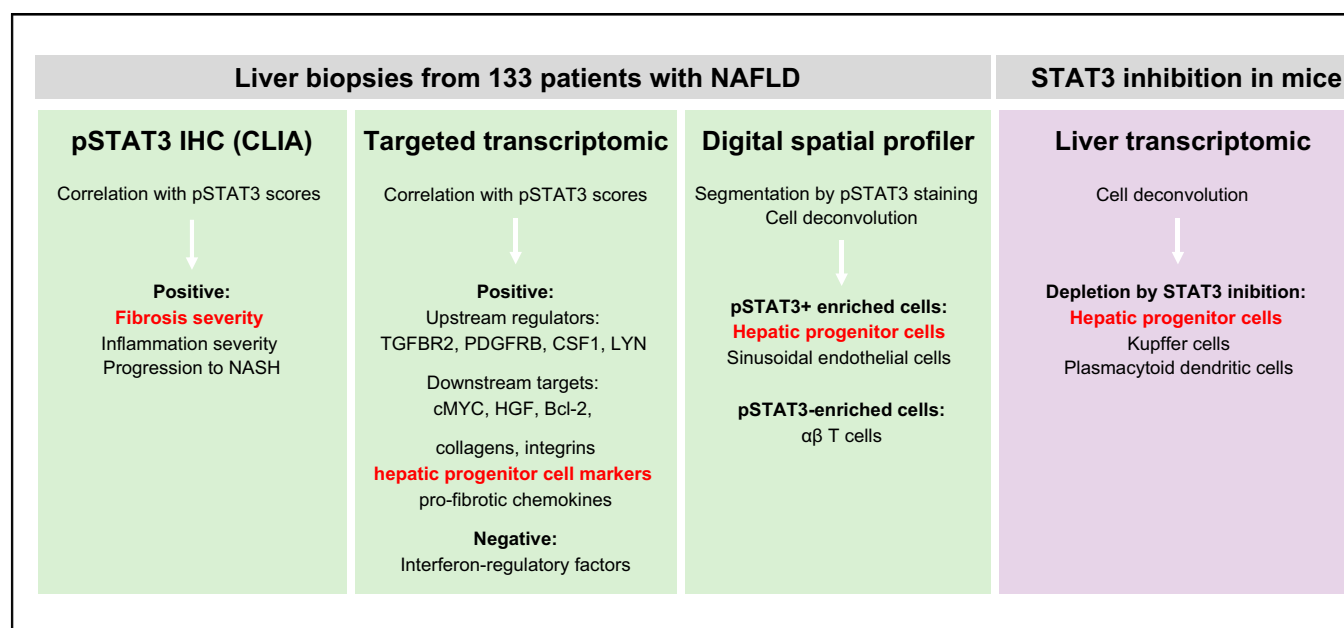 Liver biopsies from 133 patients with NAFLD
STAT3 inhibition in mice
pSTAT3 IHC (CLIA)
Correlation with pSTAT3 scores
Positive:
Fibrosis severity
Inflammation severity
Progression to NASH
Targeted transcriptomic
Correlation with pSTAT3 scores
Positive:
Upstream regulators:
TGFBR2, PDGFRB, CSF1, LYN
Downstream targets:
cMYC, HGF, Bcl-2,
collagens, integrins
hepatic progenitor cell markers
pro-fibrotic chemokines
Negative:
Interferon-regulatory factors
Digital spatial profiler
Segmentation by pSTAT3 staining
Cell deconvolution
pSTAT3+ enriched cells:
Hepatic progenitor cells
Sinusoidal endothelial cells
pSTAT3-enriched cells:
αβ T cells
Liver transcriptomic
Cell deconvolution
Depletion by STAT3 inibition:
Hepatic progenitor cells
Kupffer cells
Plasmacytoid dendritic cells